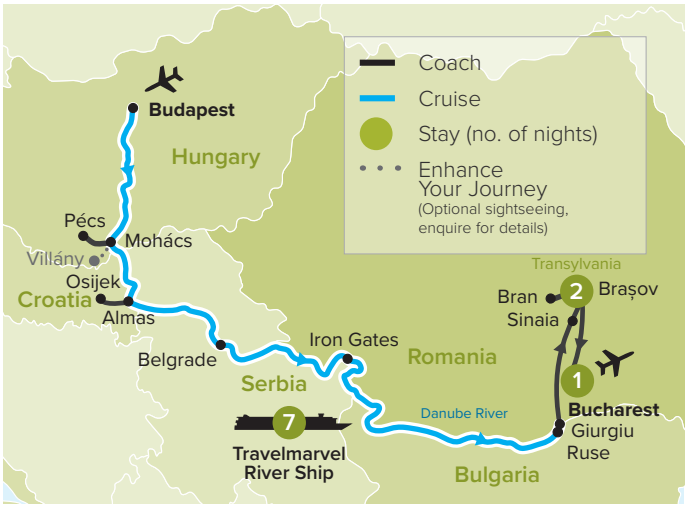 Coach
Cruise
Stay (no. of nights)
Enhance
Your Journey
(Optional sightseeing,
enquire for details)
Budapest
Hungary
Pécs
Mohács
Villány
Osijek
Croatia
Almas
Belgrade
Serbia
Iron Gates
Romania
Transylvania
Bran
2
Brașov
Sinaia
1
Bucharest
Giurgiu
Ruse
Danube River
Bulgaria
7
Travelmarvel
River Ship